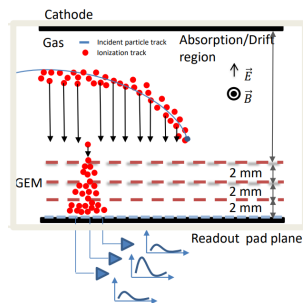 Cathode
Gas
Incident particle track
Ionization track
Absorption/Drift
region
E
B
GEM
2 mm
2 mm
2 mm
Readout pad plane